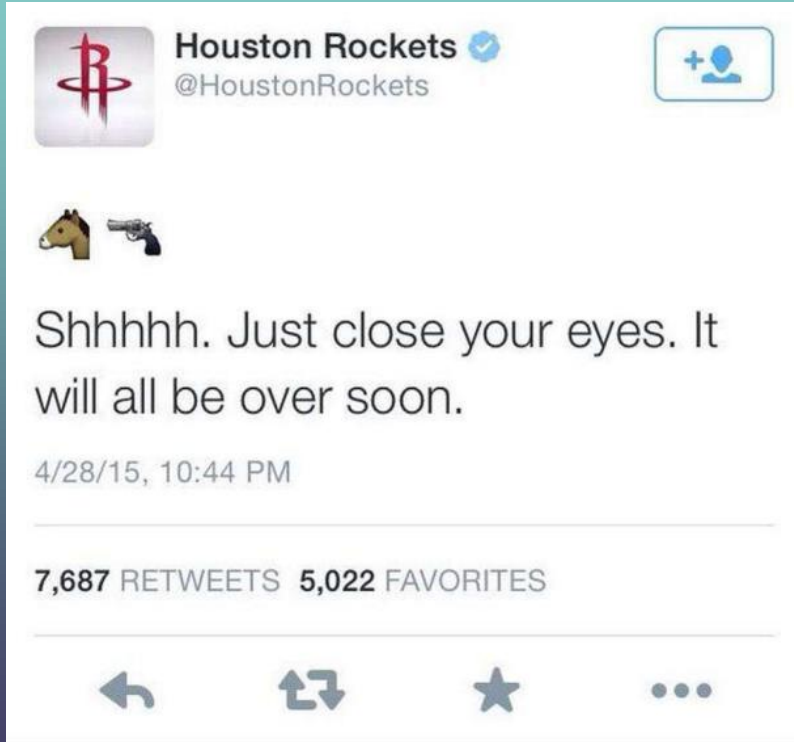 Houston Rockets
@HoustonRockets
🐴🔫
Shhhhh. Just close your eyes. It
will all be over soon.
4/28/15, 10:44 PM
7,687 RETWEETS 5,022 FAVORITES